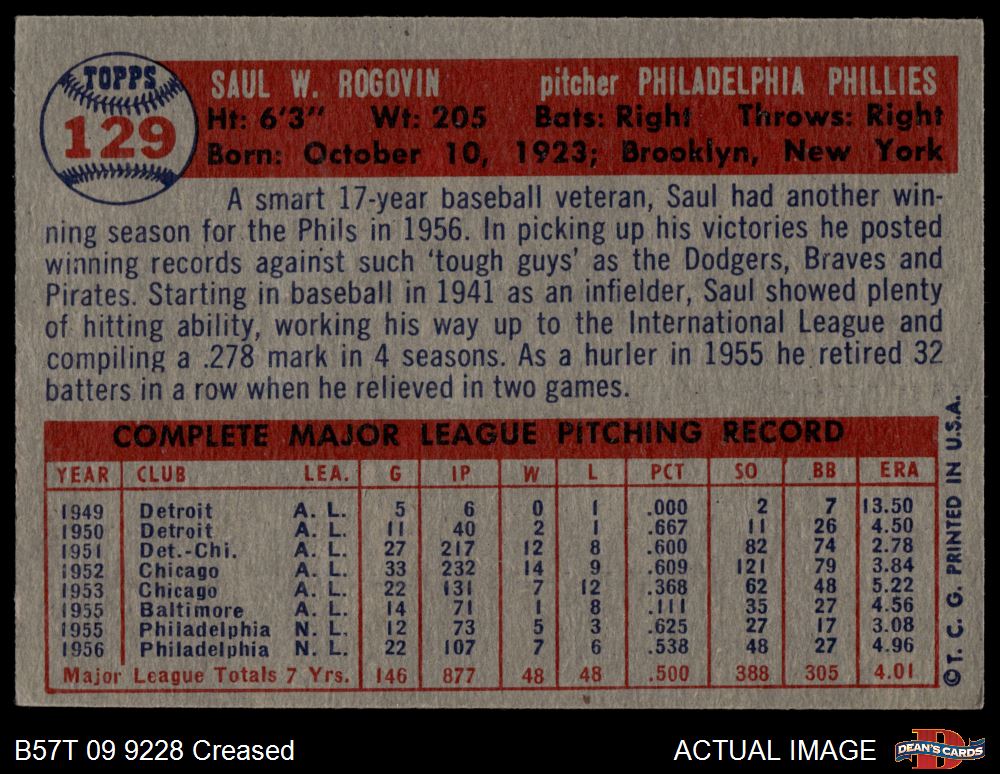 TOPPS
129
SAUL W. ROGOVIN pitcher PHILADELPHIA PHILLIES
Ht: 6'3" Wt: 205 Bats: Right Throws: Right
Born: October 10, 1923; Brooklyn, New York
A smart 17-year baseball veteran, Saul had another win-
ning season for the Phils in 1956. In picking up his victories he posted
winning records against such 'tough guys' as the Dodgers, Braves and
Pirates. Starting in baseball in 1941 as an infielder, Saul showed plenty
of hitting ability, working his way up to the International League and
compiling a .278 mark in 4 seasons. As a hurler in 1955 he retired 32
batters in a row when he relieved in two games.
COMPLETE MAJOR LEAGUE PITCHING RECORD
YEAR CLUB LEA. G IP W L PCT SO BB ERA
1949 Detroit A. L. 5 6 0 1 .000 2 7 13.50
1950 Detroit A. L. 11 40 2 1 .667 11 26 4.50
1951 Det.-Chi. A. L. 27 217 12 8 .600 82 74 2.78
1952 Chicago A. L. 33 232 14 9 .609 121 79 3.84
1953 Chicago A. L. 22 131 7 12 .368 62 48 5.22
1955 Baltimore A. L. 14 71 1 8 .111 35 27 4.56
1955 Philadelphia N. L. 12 73 5 3 .625 27 17 3.08
1956 Philadelphia N. L. 22 107 7 6 .538 48 27 4.96
Major League Totals 7 Yrs. 146 877 48 48 .500 388 305 4.01
© T. C. G. PRINTED IN U.S.A.
B57T 09 9228 Creased
ACTUAL IMAGE
DEAN'S CARDS